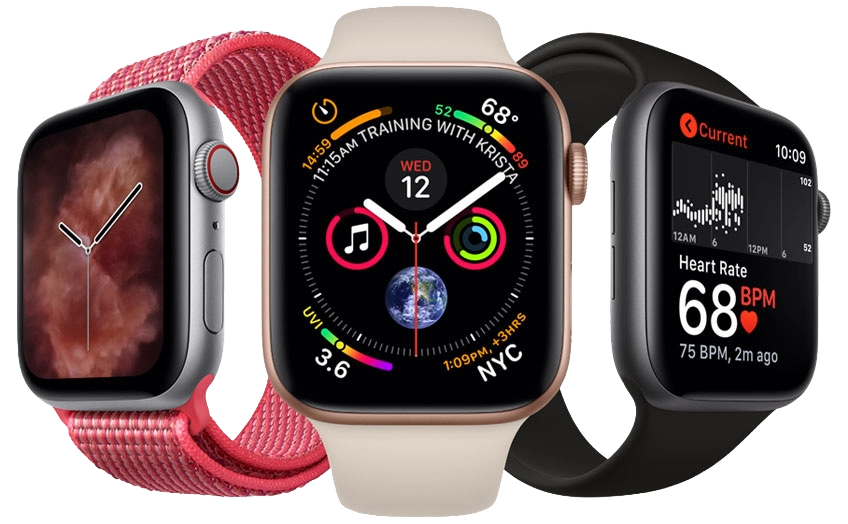 14:59
52
68°
89
11:15AM TRAINING WITH KRISTA
WED
12
UVI
3.6
1:09PM, +3HRS
NYC
Current
10:09
102
52
12AM
6
12PM
6
Heart Rate
68 BPM
75 BPM, 2m ago